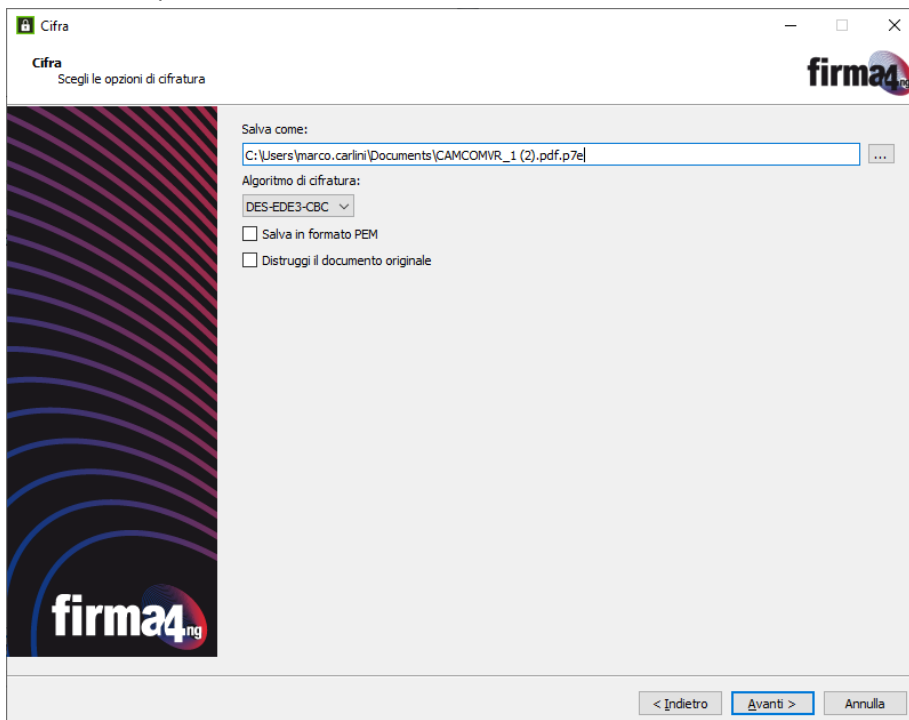 Cifra
Cifra
Scegli le opzioni di cifratura
firma4ng
Salva come:
C:\Users\marco.carlini\Documents\CAMCOMVR_1 (2).pdf.p7e
...
Algoritmo di cifratura:
DES-EDE3-CBC
Salva in formato PEM
Distruggi il documento originale
firma4ng
< Indietro
Avanti >
Annulla